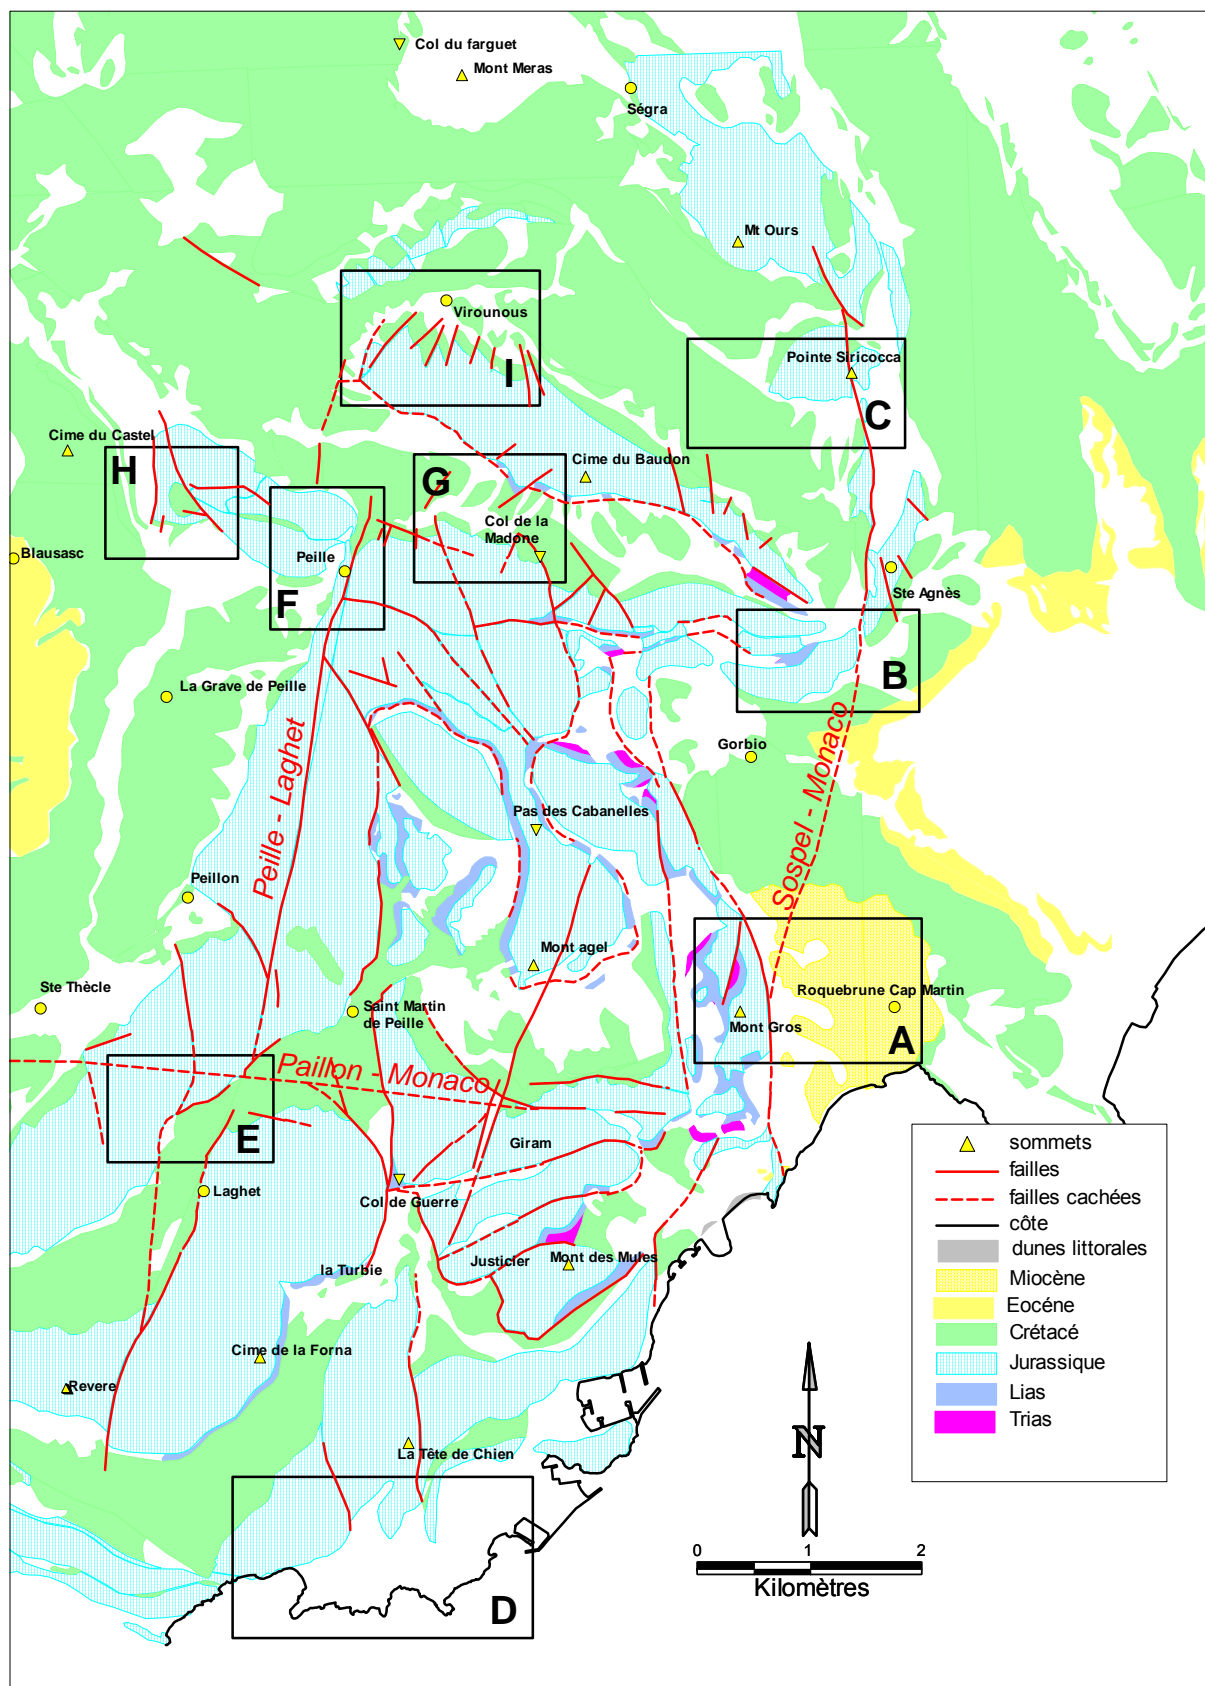 Col du farguet
Mont Meras
Ségra
Mt Ours
Virounous
I
Pointe Siricocca
C
Cime du Castel
H
G
Cime du Baudon
Col de la
Madone
Blausasc
Peille
F
Ste Agnès
B
La Grave de Peille
Peille - Laghet
Gorbio
Sospel - Monaco
Pas des Cabanelles
Peillon
Mont agel
Ste Thècle
Saint Martin
de Peille
Roquebrune Cap Martin
Mont Gros
A
Paillon - Monaco
E
Giram
Laghet
Col de Guerre
la Turbie
Justicier
Mont des Mules
Cime de la Forna
Revere
La Tête de Chien
D
sommets
failles
failles cachées
côte
dunes littorales
Miocène
Eocéne
Crétacé
Jurassique
Lias
Trias
N
0 1 2
Kilomètres